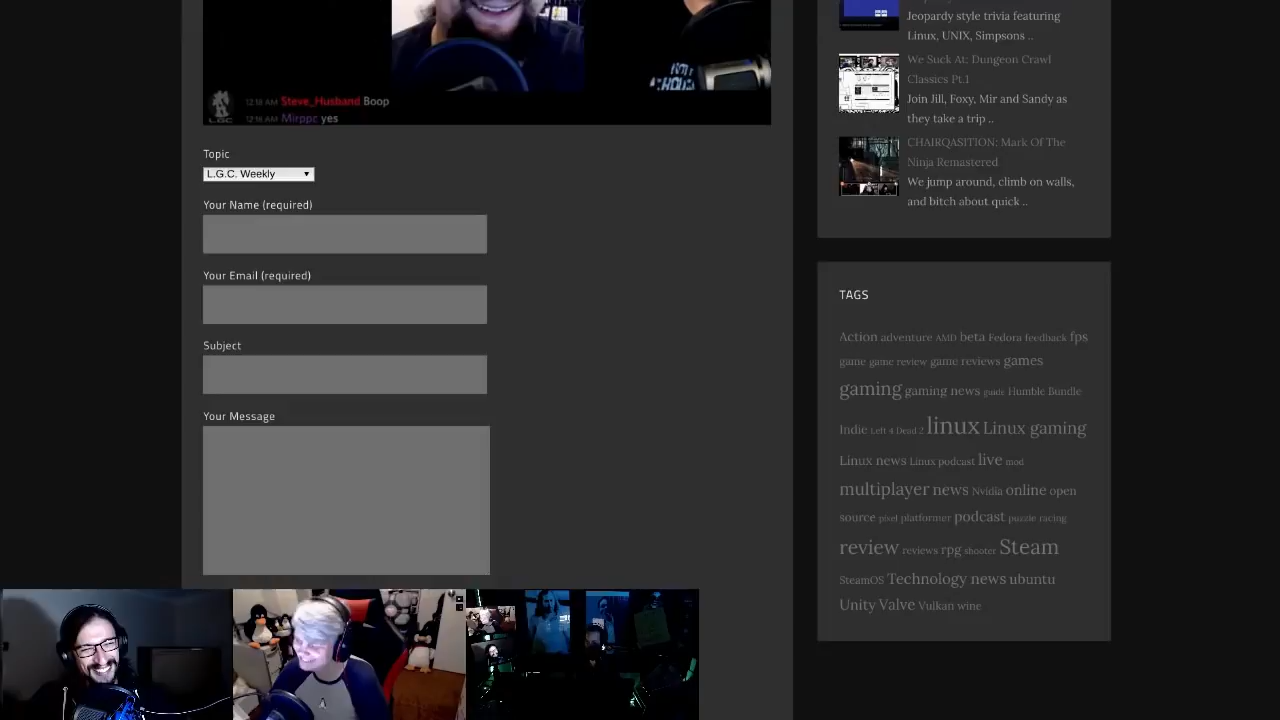 12:18 AM Steve_Husband Boop
12:18 AM Mirppc yes
L.G.C.
Topic
L.G.C. Weekly
Your Name (required)
Your Email (required)
Subject
Your Message
Jeopardy style trivia featuring
Linux, UNIX, Simpsons ..
We Suck At: Dungeon Crawl
Classics Pt.1
Join Jill, Foxy, Mir and Sandy as
they take a trip ..
CHAIRQASITION: Mark Of The
Ninja Remastered
We jump around, climb on walls,
and bitch about quick ..
TAGS
Action adventure AMD beta Fedora feedback fps
game game review game reviews games
gaming gaming news guide Humble Bundle
Indie Left 4 Dead 2 linux Linux gaming
Linux news Linux podcast live mod
multiplayer news Nvidia online open
source pixel platformer podcast puzzle racing
review reviews rpg shooter Steam
SteamOS Technology news ubuntu
Unity Valve Vulkan wine